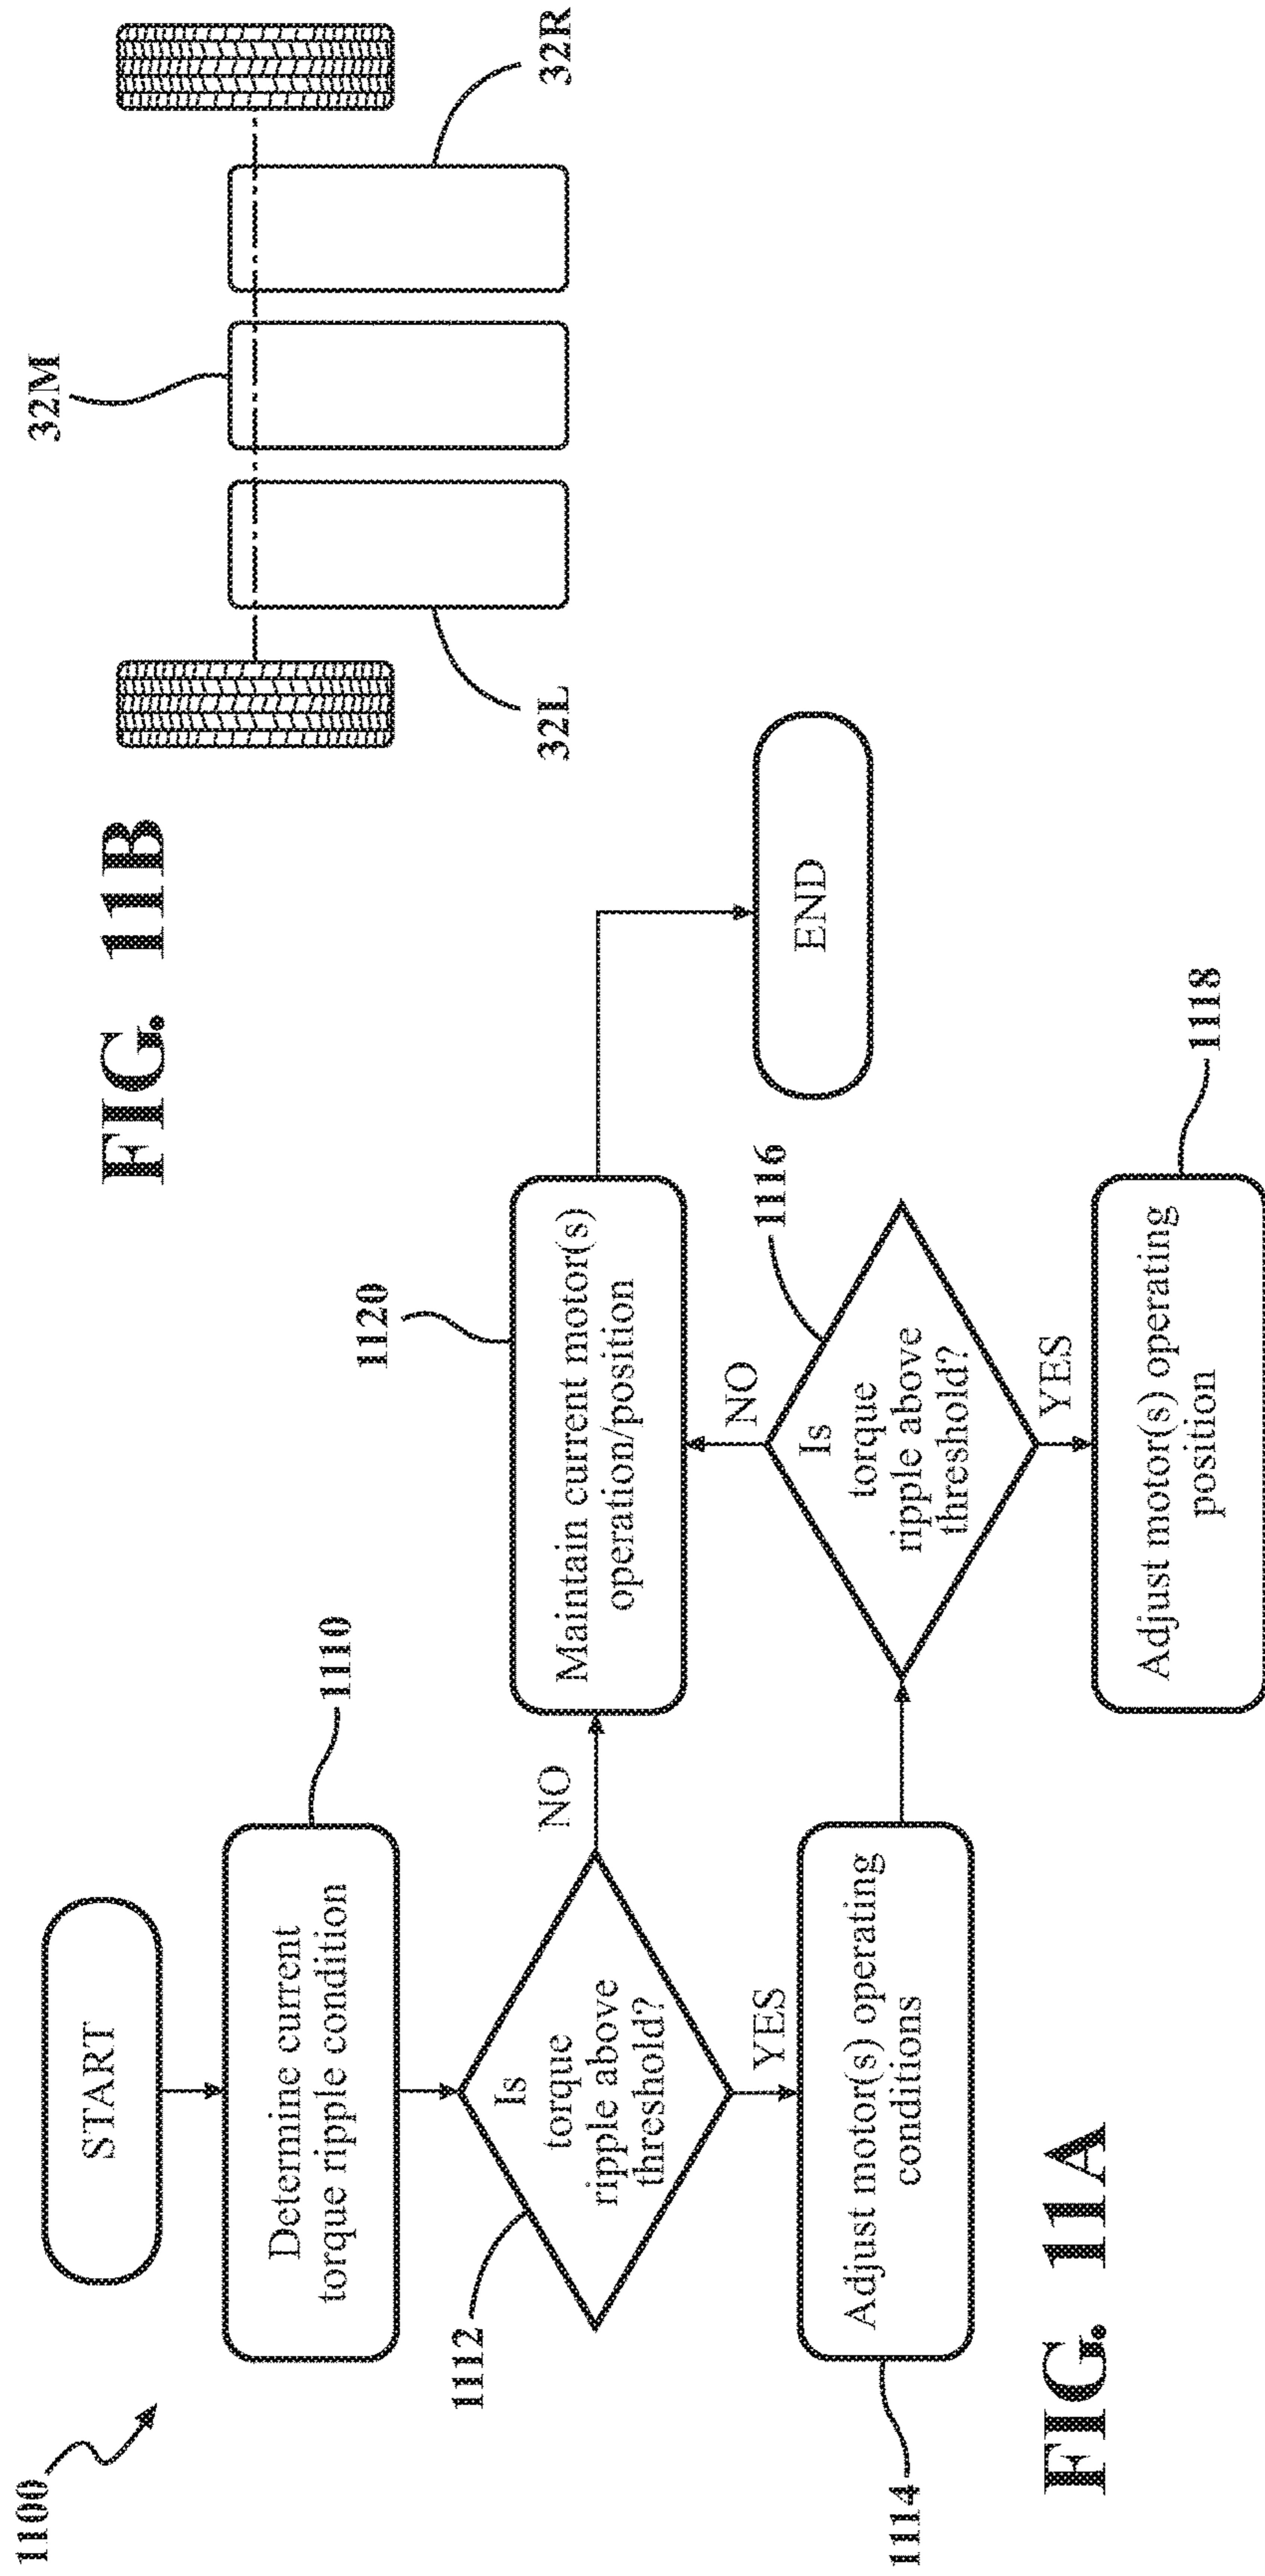 1100
START
Determine current
torque ripple condition
1110
1112
Is
torque
ripple above
threshold?
NO
YES
Adjust motor(s) operating
conditions
1114
1120
Maintain current motor(s)
operation/position
END
1116
Is
torque
ripple above
threshold?
NO
YES
Adjust motor(s) operating
position
1118
FIG. 11A
32M
32L
32R
FIG. 11B